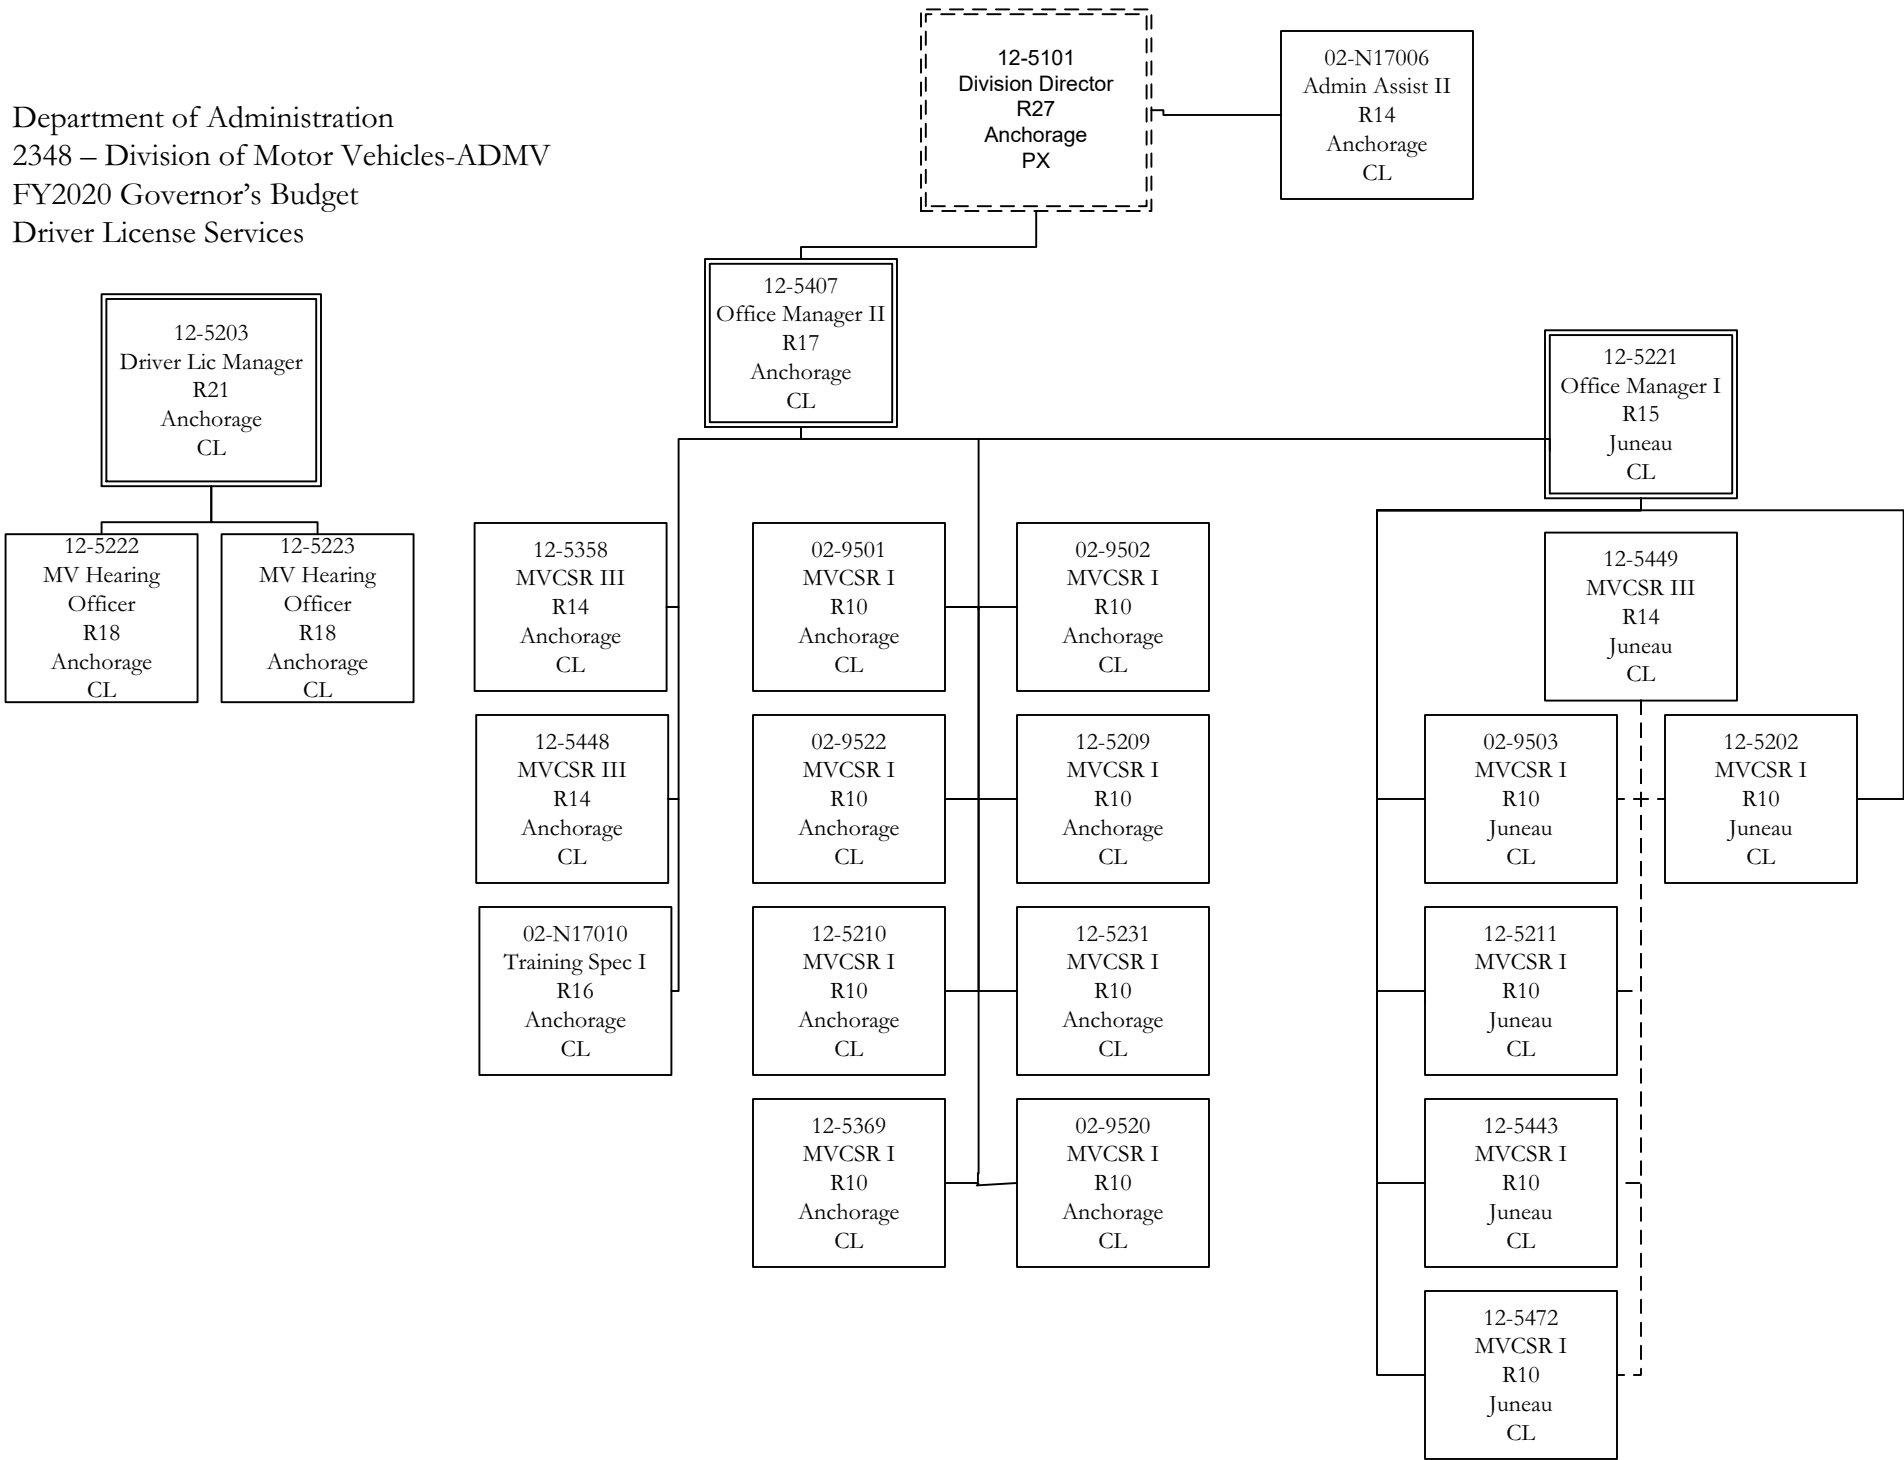 Department of Administration
2348 – Division of Motor Vehicles-ADMV
FY2020 Governor's Budget
Driver License Services
12-5101
Division Director
R27
Anchorage
PX
02-N17006
Admin Assist II
R14
Anchorage
CL
12-5407
Office Manager II
R17
Anchorage
CL
12-5203
Driver Lic Manager
R21
Anchorage
CL
12-5221
Office Manager I
R15
Juneau
CL
12-5222
MV Hearing
Officer
R18
Anchorage
CL
12-5223
MV Hearing
Officer
R18
Anchorage
CL
12-5358
MVCSR III
R14
Anchorage
CL
02-9501
MVCSR I
R10
Anchorage
CL
02-9502
MVCSR I
R10
Anchorage
CL
12-5449
MVCSR III
R14
Juneau
CL
12-5448
MVCSR III
R14
Anchorage
CL
02-9522
MVCSR I
R10
Anchorage
CL
12-5209
MVCSR I
R10
Anchorage
CL
02-9503
MVCSR I
R10
Juneau
CL
12-5202
MVCSR I
R10
Juneau
CL
02-N17010
Training Spec I
R16
Anchorage
CL
12-5210
MVCSR I
R10
Anchorage
CL
12-5231
MVCSR I
R10
Anchorage
CL
12-5211
MVCSR I
R10
Juneau
CL
12-5369
MVCSR I
R10
Anchorage
CL
02-9520
MVCSR I
R10
Anchorage
CL
12-5443
MVCSR I
R10
Juneau
CL
12-5472
MVCSR I
R10
Juneau
CL